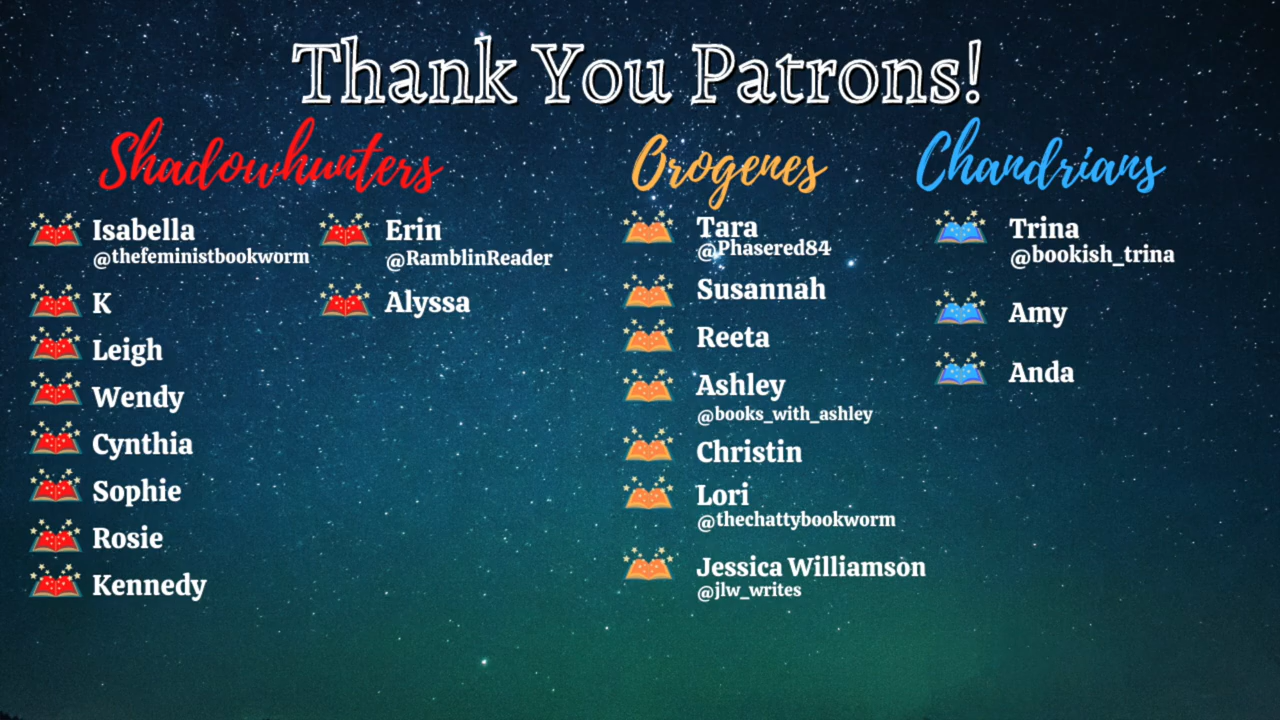 Thank You Patrons!
Shadowhunters
Isabella
@thefeministbookworm
K
Leigh
Wendy
Cynthia
Sophie
Rosie
Kennedy
Erin
@RamblinReader
Alyssa
Orogenes
Tara
@Phasered84
Susannah
Reeta
Ashley
@books_with_ashley
Christin
Lori
@thechattybookworm
Jessica Williamson
@jlw_writes
Chandrians
Trina
@bookish_trina
Amy
Anda